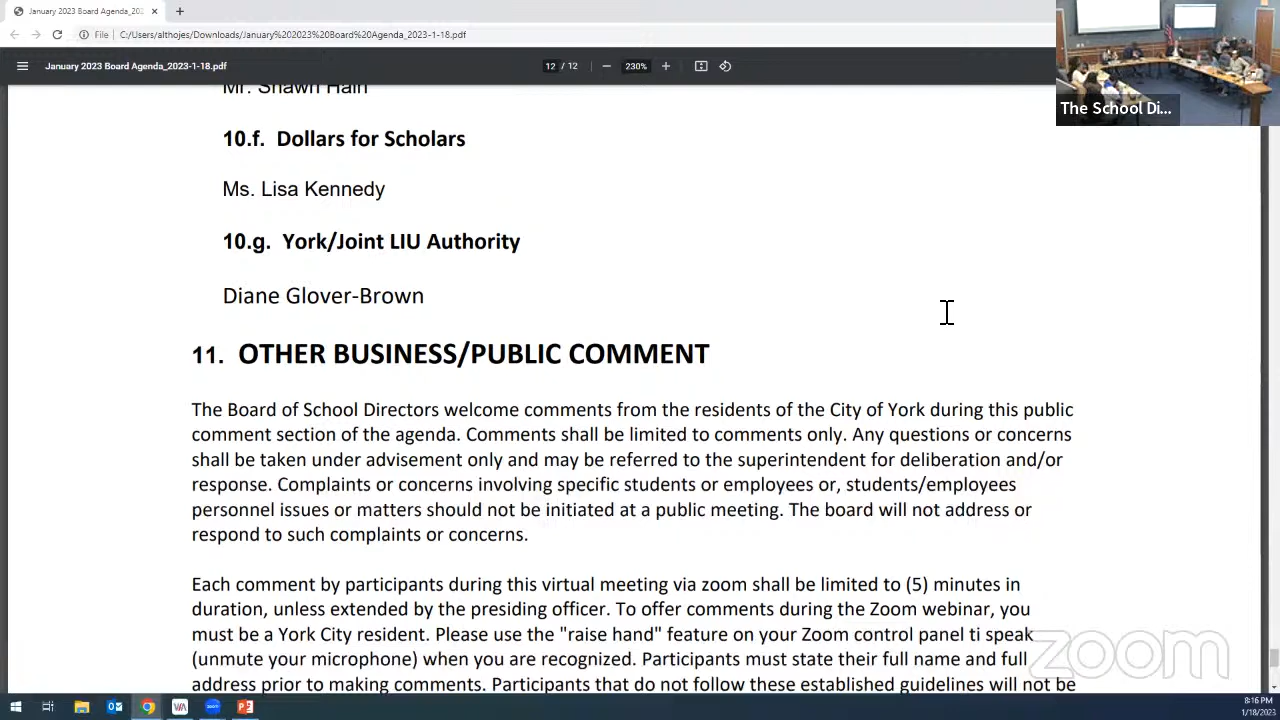 January 2023 Board Agenda_202
File
C:/Users/althojes/Downloads/January%202023%20Board%20Agenda_2023-1-18.pdf
January 2023 Board Agenda_2023-1-18.pdf
12 / 12
230%
The School Di...
Mr. Shawn Hain
10.f. Dollars for Scholars
Ms. Lisa Kennedy
10.g. York/Joint LIU Authority
Diane Glover-Brown
11. OTHER BUSINESS/PUBLIC COMMENT
The Board of School Directors welcome comments from the residents of the City of York during this public
comment section of the agenda. Comments shall be limited to comments only. Any questions or concerns
shall be taken under advisement only and may be referred to the superintendent for deliberation and/or
response. Complaints or concerns involving specific students or employees or, students/employees
personnel issues or matters should not be initiated at a public meeting. The board will not address or
respond to such complaints or concerns.
Each comment by participants during this virtual meeting via zoom shall be limited to (5) minutes in
duration, unless extended by the presiding officer. To offer comments during the Zoom webinar, you
must be a York City resident. Please use the "raise hand" feature on your Zoom control panel ti speak
(unmute your microphone) when you are recognized. Participants must state their full name and full
address prior to making comments. Participants that do not follow these established guidelines will not be
zoom
8:16 PM
1/18/2023